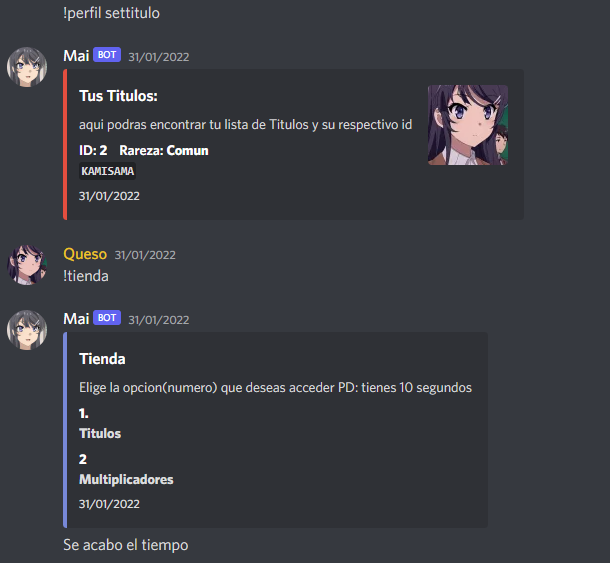 !perfil settitulo
Mai BOT 31/01/2022
Tus Titulos:
aqui podras encontrar tu lista de Titulos y su respectivo id
ID: 2 Rareza: Comun
KAMISAMA
31/01/2022
Queso 31/01/2022
!tienda
Mai BOT 31/01/2022
Tienda
Elige la opcion(numero) que deseas acceder PD: tienes 10 segundos
1.
Titulos
2
Multiplicadores
31/01/2022
Se acabo el tiempo